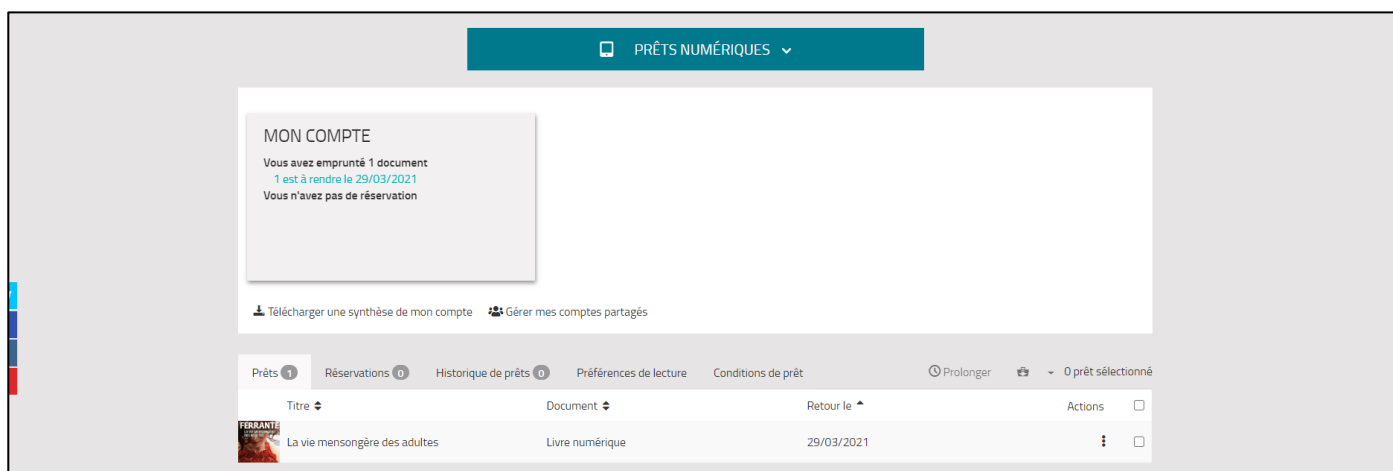 PRÊTS NUMÉRIQUES
MON COMPTE
Vous avez emprunté 1 document
1 est à rendre le 29/03/2021
Vous n'avez pas de réservation
Télécharger une synthèse de mon compte Gérer mes comptes partagés
Prêts 1 Réservations 0 Historique de prêts 0 Préférences de lecture Conditions de prêt Prolonger 0 prêt sélectionné
Titre Document Retour le Actions
FERRANTE
La vie mensongère des adultes Livre numérique 29/03/2021